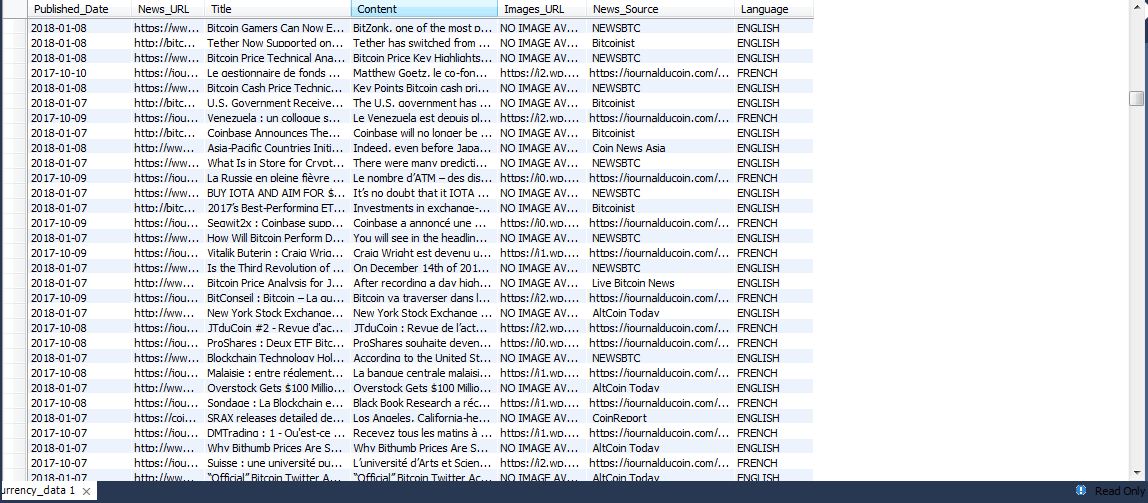 Published_Date News_URL Title Content Images_URL News_Source Language
2018-01-08 https://ww... Bitcoin Gamers Can Now E... BitZonk, one of the most p... NO IMAGE AV... NEWSBTC ENGLISH
2018-01-08 http://bitc... Tether Now Supported on... Tether has switched from ... NO IMAGE AV... Bitcoinist ENGLISH
2018-01-08 https://ww... Bitcoin Price Technical Ana... Bitcoin Price Key Highlights... NO IMAGE AV... NEWSBTC ENGLISH
2017-10-10 https://jou... Le gestionnaire de fonds ... Matthew Goetz, le co-fon... https://i2.wp.... https://journalducoin.com/... FRENCH
2018-01-08 https://ww... Bitcoin Cash Price Technic... Key Points Bitcoin cash pri... NO IMAGE AV... NEWSBTC ENGLISH
2018-01-07 http://bitc... U.S. Government Receive... The U.S. government has ... NO IMAGE AV... Bitcoinist ENGLISH
2017-10-09 https://jou... Venezuela : un colloque s... Le Venezuela est depuis pl... https://i2.wp.... https://journalducoin.com/... FRENCH
2018-01-07 http://bitc... Coinbase Announces The... Coinbase will no longer be ... NO IMAGE AV... Bitcoinist ENGLISH
2018-01-08 https://ww... Asia-Pacific Countries Initi... Indeed, even before Japa... NO IMAGE AV... Coin News Asia ENGLISH
2018-01-07 https://ww... What Is in Store for Crypt... There were many predicti... NO IMAGE AV... NEWSBTC ENGLISH
2017-10-09 https://jou... La Russie en pleine fièvre ... Le nombre d'ATM – des dis... https://i0.wp.... https://journalducoin.com/... FRENCH
2018-01-07 https://ww... BUY IOTA AND AIM FOR $... It's no doubt that it IOTA ... NO IMAGE AV... NEWSBTC ENGLISH
2018-01-07 http://bitc... 2017's Best-Performing ET... Investments in exchange-... NO IMAGE AV... Bitcoinist ENGLISH
2017-10-09 https://jou... Segwit2x : Coinbase supp... Coinbase a annoncé une ... https://i0.wp.... https://journalducoin.com/... FRENCH
2018-01-07 https://ww... How Will Bitcoin Perform D... You will see in the headlin... NO IMAGE AV... NEWSBTC ENGLISH
2017-10-09 https://jou... Vitalik Buterin : Craig Wrig... Craig Wright est devenu u... https://i1.wp.... https://journalducoin.com/... FRENCH
2018-01-07 https://ww... Is the Third Revolution of ... On December 14th of 201... NO IMAGE AV... NEWSBTC ENGLISH
2018-01-07 https://ww... Bitcoin Price Analysis for J... After recording a day high... NO IMAGE AV... Live Bitcoin News ENGLISH
2017-10-09 https://jou... BitConseil : Bitcoin – La qu... Bitcoin va traverser dans l... https://i2.wp.... https://journalducoin.com/... FRENCH
2018-01-07 http://ww... New York Stock Exchange... New York Stock Exchange... NO IMAGE AV... AltCoin Today ENGLISH
2017-10-08 https://jou... JTduCoin #2 - Revue d'ac... JTduCoin : Revue de l'act... https://i2.wp.... https://journalducoin.com/... FRENCH
2017-10-08 https://jou... ProShares : Deux ETF Bitc... ProShares souhaite deven... https://i0.wp.... https://journalducoin.com/... FRENCH
2018-01-07 https://ww... Blockchain Technology Hol... According to the United St... NO IMAGE AV... NEWSBTC ENGLISH
2017-10-08 https://jou... Malaisie : entre réglement... La banque centrale malaisi... https://i1.wp.... https://journalducoin.com/... FRENCH
2018-01-07 http://ww... Overstock Gets $100 Millio... Overstock Gets $100 Millio... NO IMAGE AV... AltCoin Today ENGLISH
2017-10-08 https://jou... Sondage : La Blockchain e... Black Book Research a réc... https://i1.wp.... https://journalducoin.com/... FRENCH
2018-01-07 https://coi... SRAX releases detailed de... Los Angeles, California-he... NO IMAGE AV... CoinReport ENGLISH
2017-10-07 https://jou... DMTrading : 1 - Qu'est-ce ... Recevez tous les matins à ... https://i1.wp.... https://journalducoin.com/... FRENCH
2018-01-07 http://ww... Why Bithumb Prices Are S... Why Bithumb Prices Are S... NO IMAGE AV... AltCoin Today ENGLISH
2017-10-07 https://jou... Suisse : une université pu... L'université d'Arts et Scien... https://i2.wp.... https://journalducoin.com/... FRENCH
2018-01-07 http://ww... "Official" Bitcoin Twitter A... "Official" Bitcoin Twitter Ac... NO IMAGE AV... AltCoin Today ENGLISH
urrency_data 1 Read Only